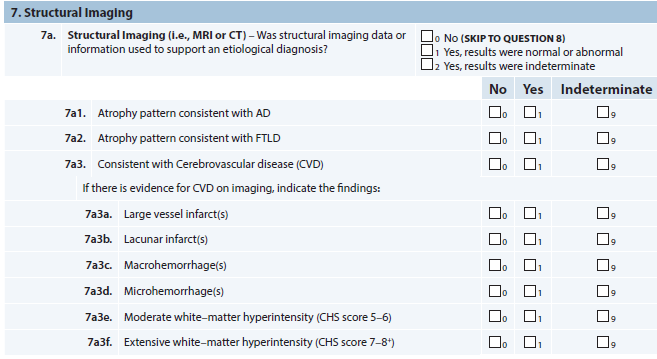 7. Structural Imaging
7a. Structural Imaging (i.e., MRI or CT) – Was structural imaging data or information used to support an etiological diagnosis?
0 No (SKIP TO QUESTION 8)
1 Yes, results were normal or abnormal
2 Yes, results were indeterminate
No Yes Indeterminate
7a1. Atrophy pattern consistent with AD 0 1 9
7a2. Atrophy pattern consistent with FTLD 0 1 9
7a3. Consistent with Cerebrovascular disease (CVD) 0 1 9
If there is evidence for CVD on imaging, indicate the findings:
7a3a. Large vessel infarct(s) 0 1 9
7a3b. Lacunar infarct(s) 0 1 9
7a3c. Macrohemorrhage(s) 0 1 9
7a3d. Microhemorrhage(s) 0 1 9
7a3e. Moderate white–matter hyperintensity (CHS score 5–6) 0 1 9
7a3f. Extensive white–matter hyperintensity (CHS score 7–8⁺) 0 1 9